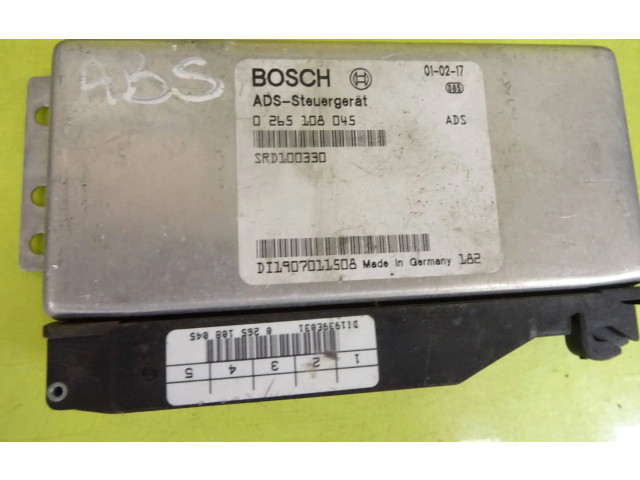 ABS
BOSCH
01-02-17
085
ADS-Steuergerät
0 265 108 045 ADS
SRD100330
DI1907011508 Made in Germany 182
DI1939E031 0 265 108 045
1 2 3 4 5